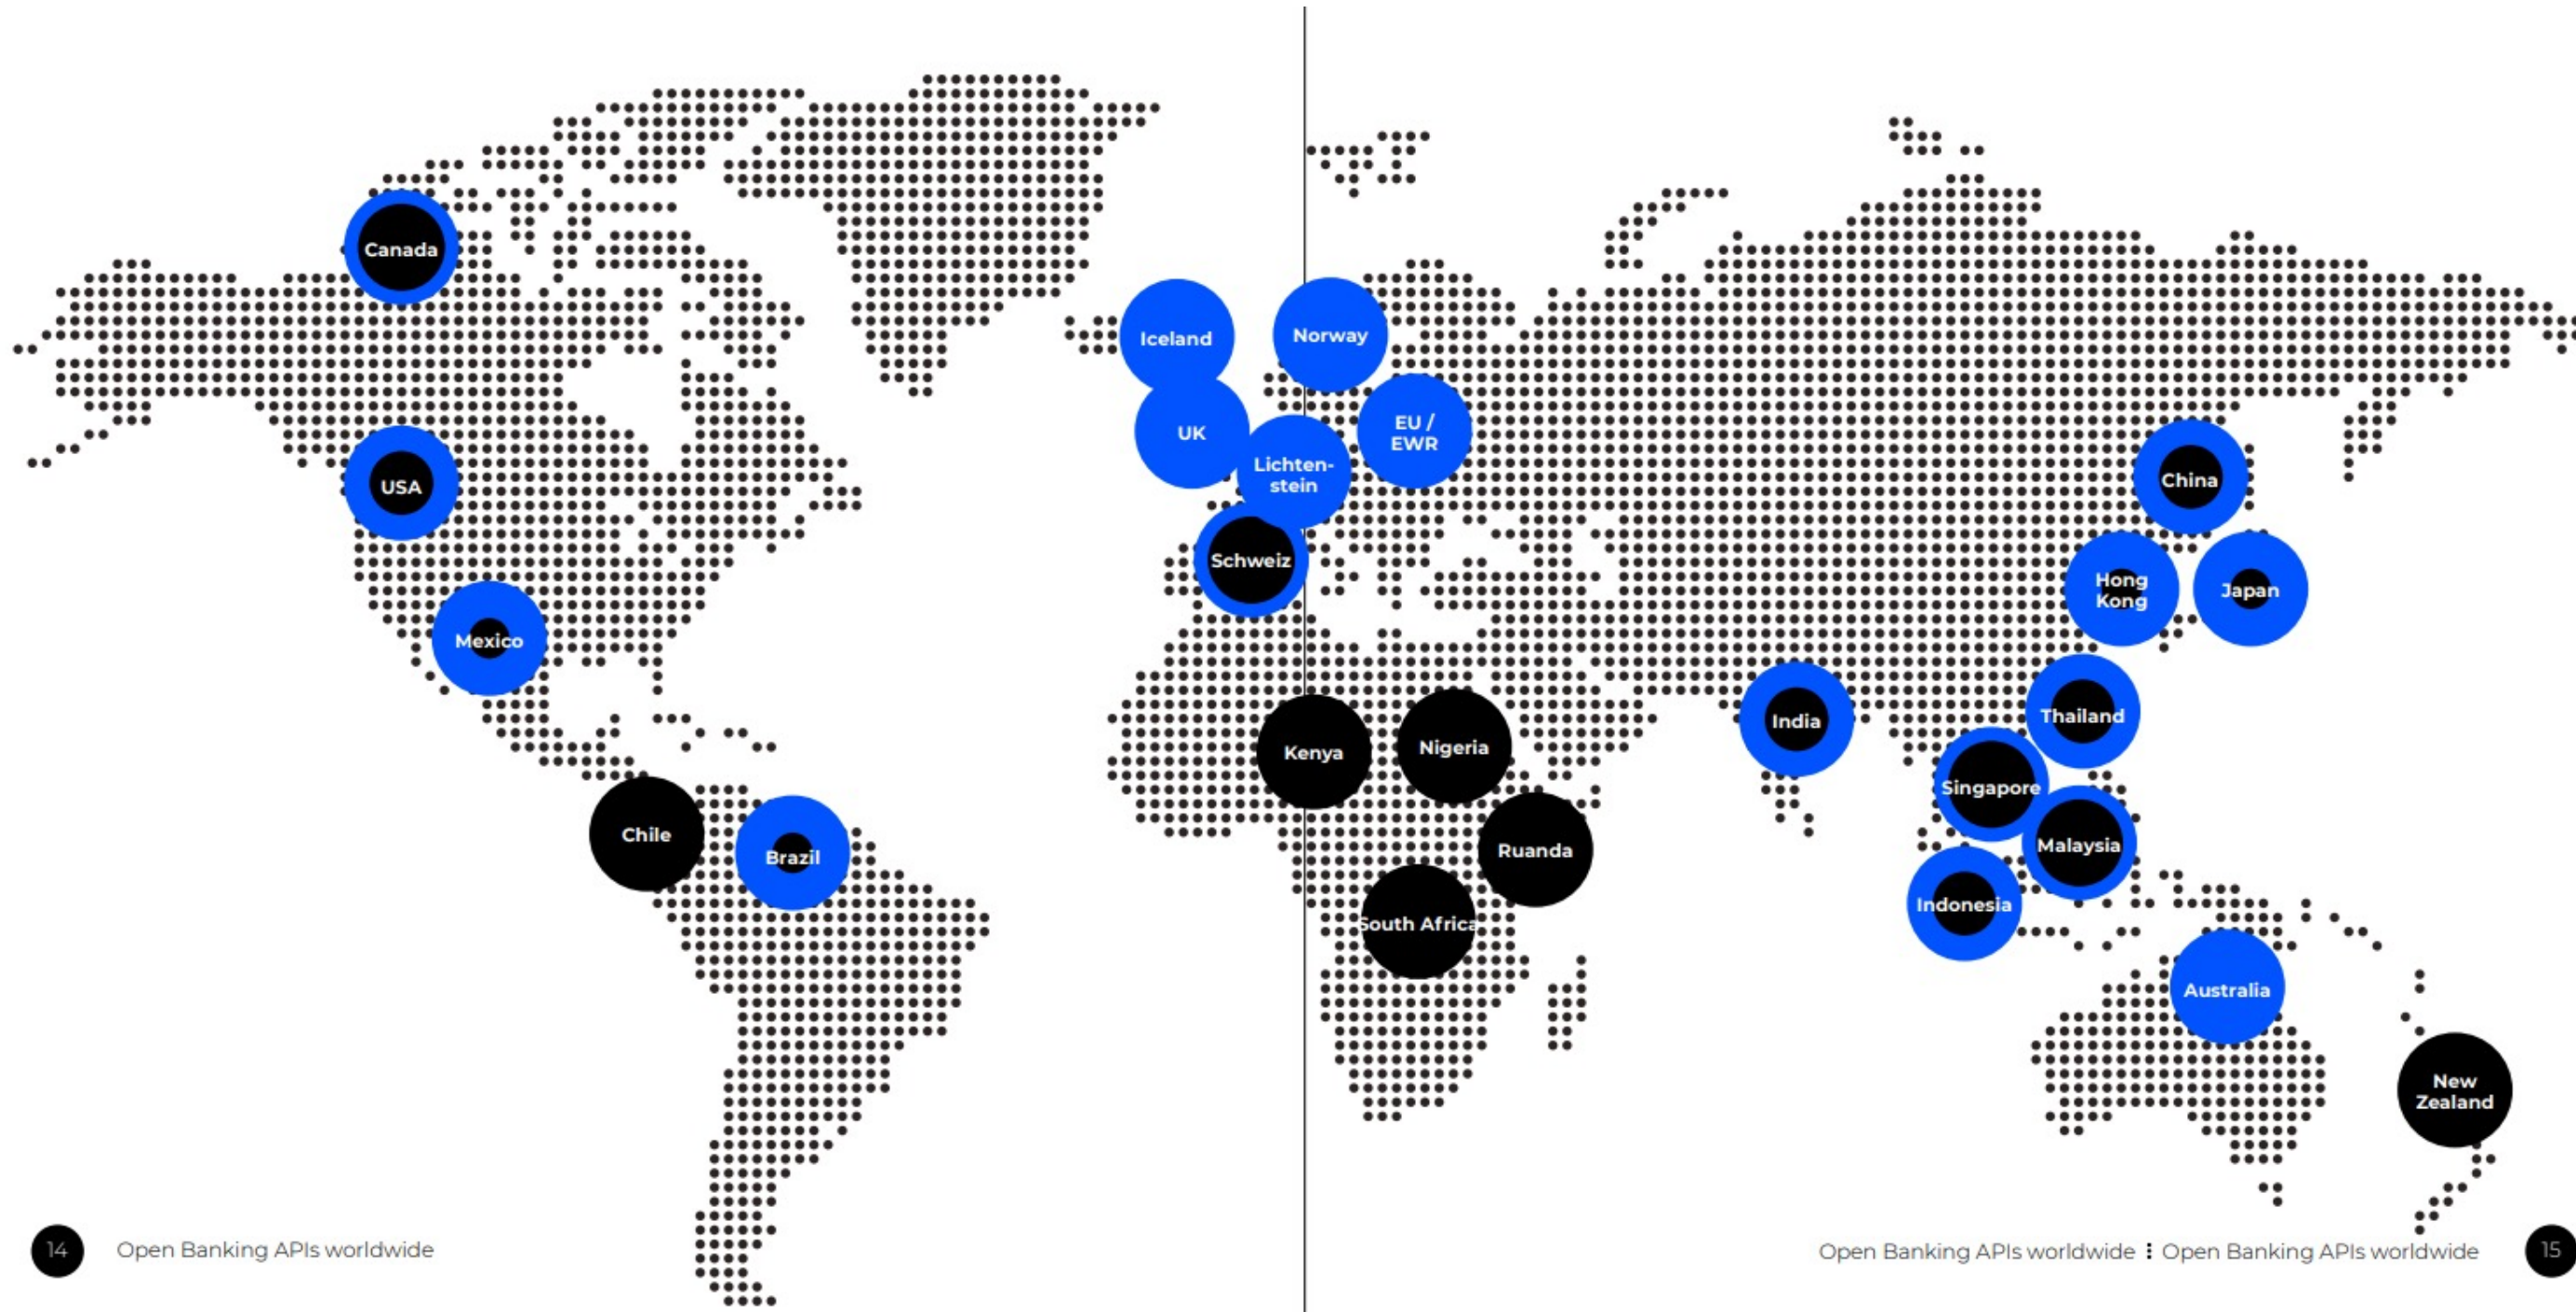 Canada
USA
Mexico
Chile
Brazil
Iceland
Norway
UK
EU /
EWR
Lichten-
stein
Schweiz
Kenya
Nigeria
Ruanda
South Africa
China
Hong
Kong
Japan
India
Thailand
Singapore
Malaysia
Indonesia
Australia
New
Zealand
14 Open Banking APIs worldwide
Open Banking APIs worldwide ⋮ Open Banking APIs worldwide 15